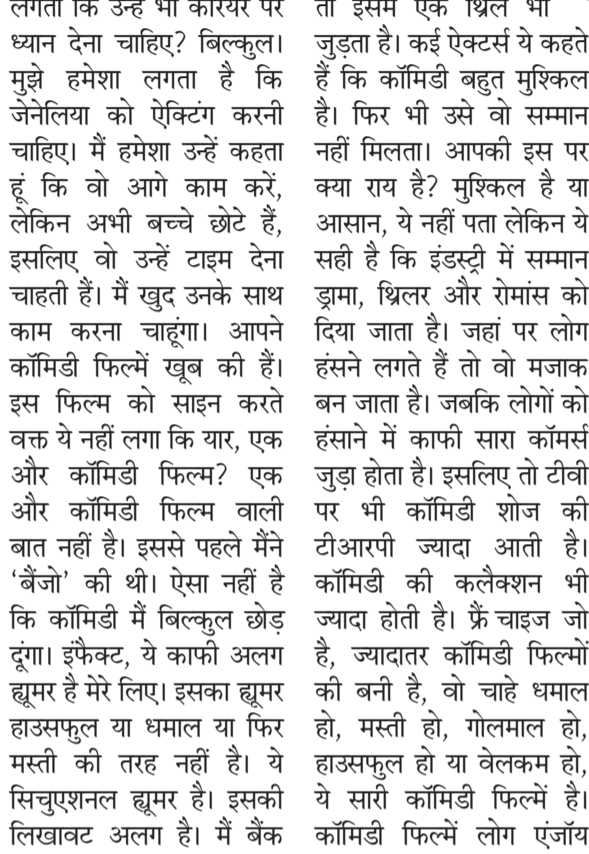 लगता कि उन्हें भी करियर पर
ध्यान देना चाहिए? बिल्कुल।
मुझे हमेशा लगता है कि
जेनेलिया को ऐक्टिंग करनी
चाहिए। मैं हमेशा उन्हें कहता
हूं कि वो आगे काम करें,
लेकिन अभी बच्चे छोटे हैं,
इसलिए वो उन्हें टाइम देना
चाहती हैं। मैं खुद उनके साथ
काम करना चाहूंगा। आपने
कॉमिडी फिल्में खूब की हैं।
इस फिल्म को साइन करते
वक्त ये नहीं लगा कि यार, एक
और कॉमिडी फिल्म? एक
और कॉमिडी फिल्म वाली
बात नहीं है। इससे पहले मैंने
‘बैंजो’ की थी। ऐसा नहीं है
कि कॉमिडी मैं बिल्कुल छोड़
दूंगा। इंफैक्ट, ये काफी अलग
ह्यूमर है मेरे लिए। इसका ह्यूमर
हाउसफुल या धमाल या फिर
मस्ती की तरह नहीं है। ये
सिचुएशनल ह्यूमर है। इसकी
लिखावट अलग है। मैं बैंक
तो इसमें एक थ्रिल भी
जुड़ता है। कई ऐक्टर्स ये कहते
हैं कि कॉमिडी बहुत मुश्किल
है। फिर भी उसे वो सम्मान
नहीं मिलता। आपकी इस पर
क्या राय है? मुश्किल है या
आसान, ये नहीं पता लेकिन ये
सही है कि इंडस्ट्री में सम्मान
ड्रामा, थ्रिलर और रोमांस को
दिया जाता है। जहां पर लोग
हंसने लगते हैं तो वो मजाक
बन जाता है। जबकि लोगों को
हंसाने में काफी सारा कॉमर्स
जुड़ा होता है। इसलिए तो टीवी
पर भी कॉमिडी शोज की
टीआरपी ज्यादा आती है।
कॉमिडी की कलैक्शन भी
ज्यादा होती है। फ्रैंचाइज जो
है, ज्यादातर कॉमिडी फिल्मों
की बनी है, वो चाहे धमाल
हो, मस्ती हो, गोलमाल हो,
हाउसफुल हो या वेलकम हो,
ये सारी कॉमिडी फिल्में है।
कॉमिडी फिल्में लोग एंजॉय